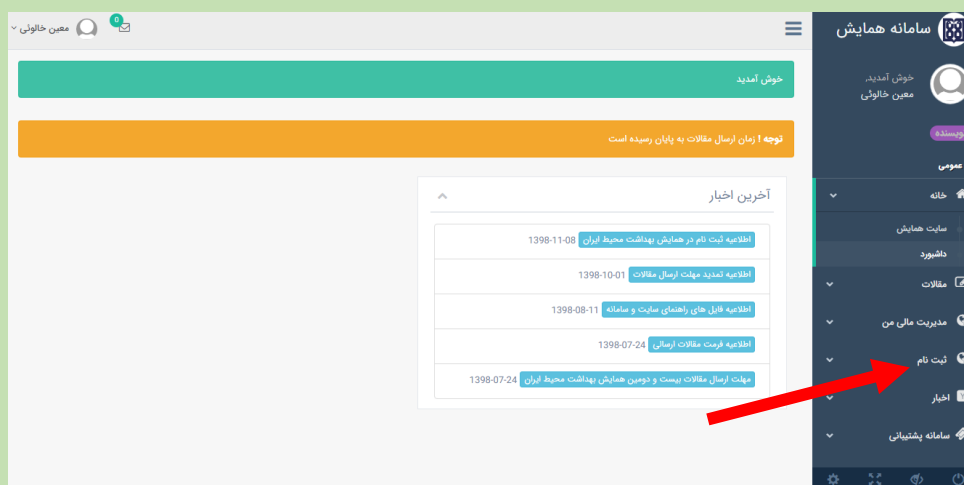 سامانه همایش
خوش آمدید,
معین خالوئی
عمومی
خانه
سایت همایش
داشبورد
مقالات
مدیریت مالی من
ثبت نام
اخبار
سامانه پشتیبانی
0
معین خالوئی
خوش آمدید
توجه ! زمان ارسال مقالات به پایان رسیده است
آخرین اخبار
اطلاعیه ثبت نام در همایش بهداشت محیط ایران 1398-11-08
اطلاعیه تمدید مهلت ارسال مقالات 1398-10-01
اطلاعیه فایل های راهنمای سایت و سامانه 1398-08-11
اطلاعیه فرمت مقالات ارسالی 1398-07-24
مهلت ارسال مقالات بیست و دومین همایش بهداشت محیط ایران 1398-07-24